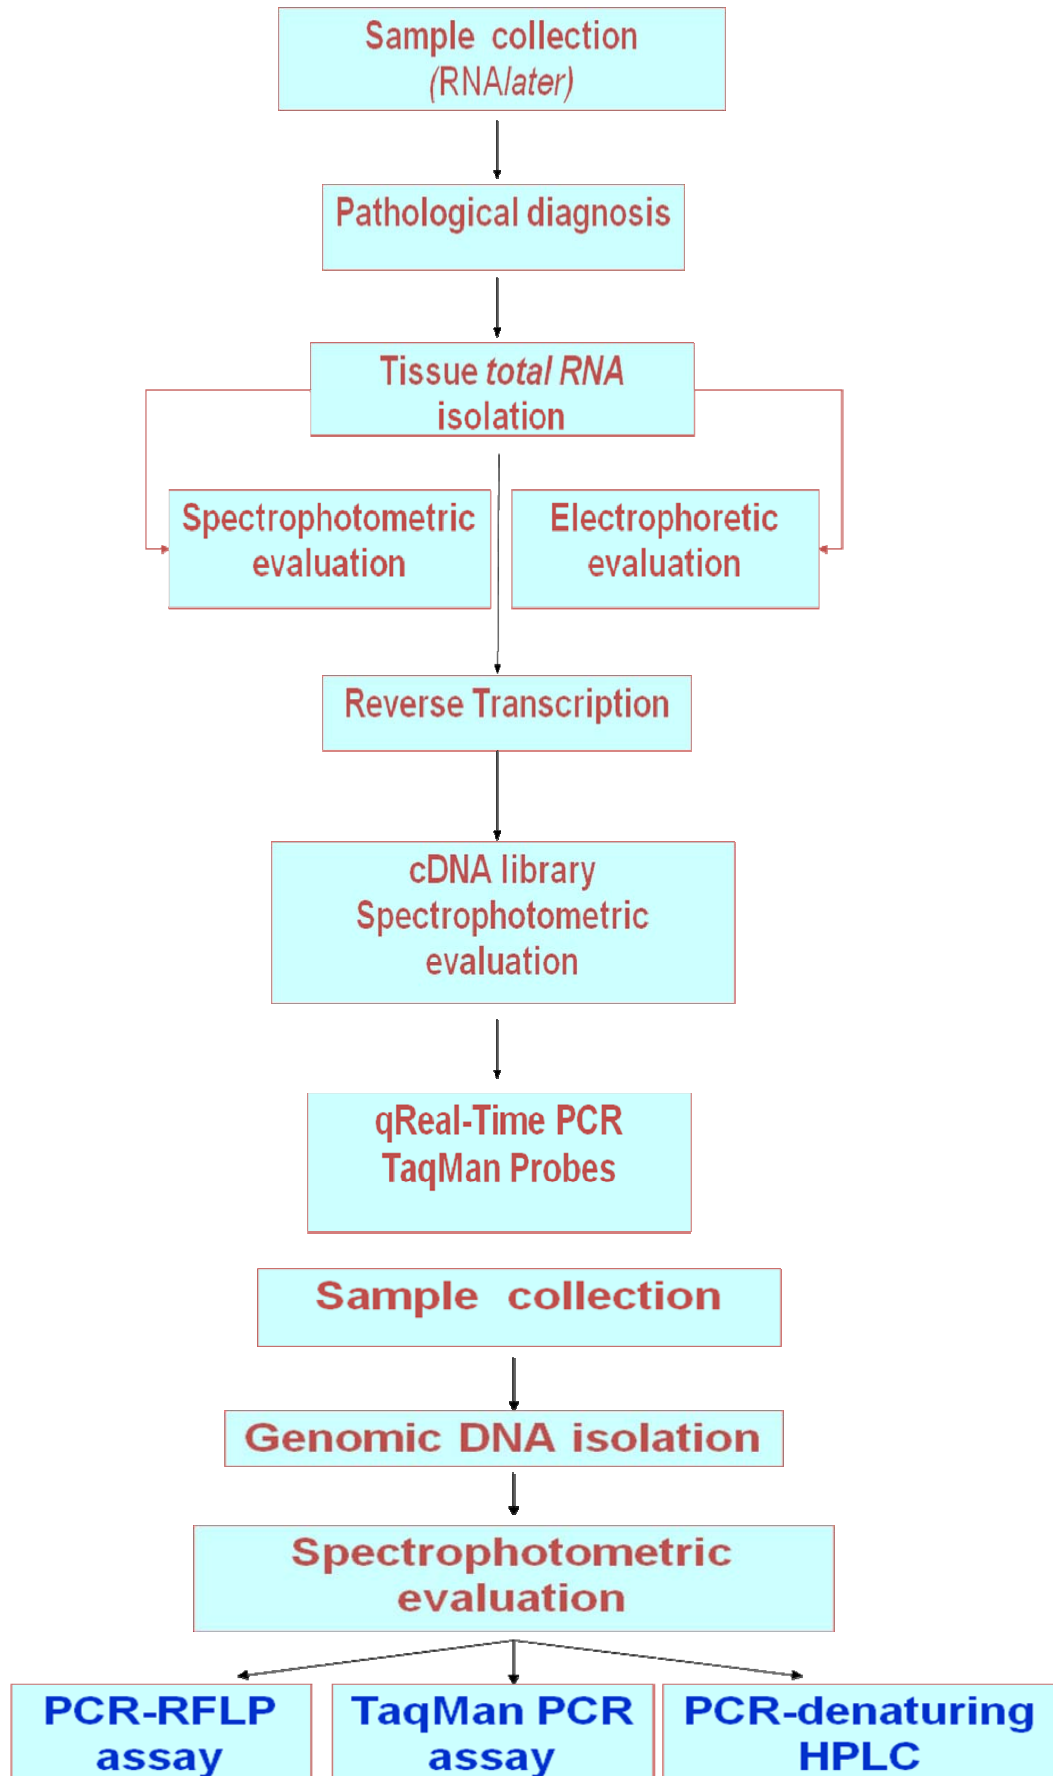 Sample collection
(RNAlater)
Pathological diagnosis
Tissue total RNA
isolation
Spectrophotometric
evaluation
Electrophoretic
evaluation
Reverse Transcription
cDNA library
Spectrophotometric
evaluation
qReal-Time PCR
TaqMan Probes
Sample collection
Genomic DNA isolation
Spectrophotometric
evaluation
PCR-RFLP
assay
TaqMan PCR
assay
PCR-denaturing
HPLC